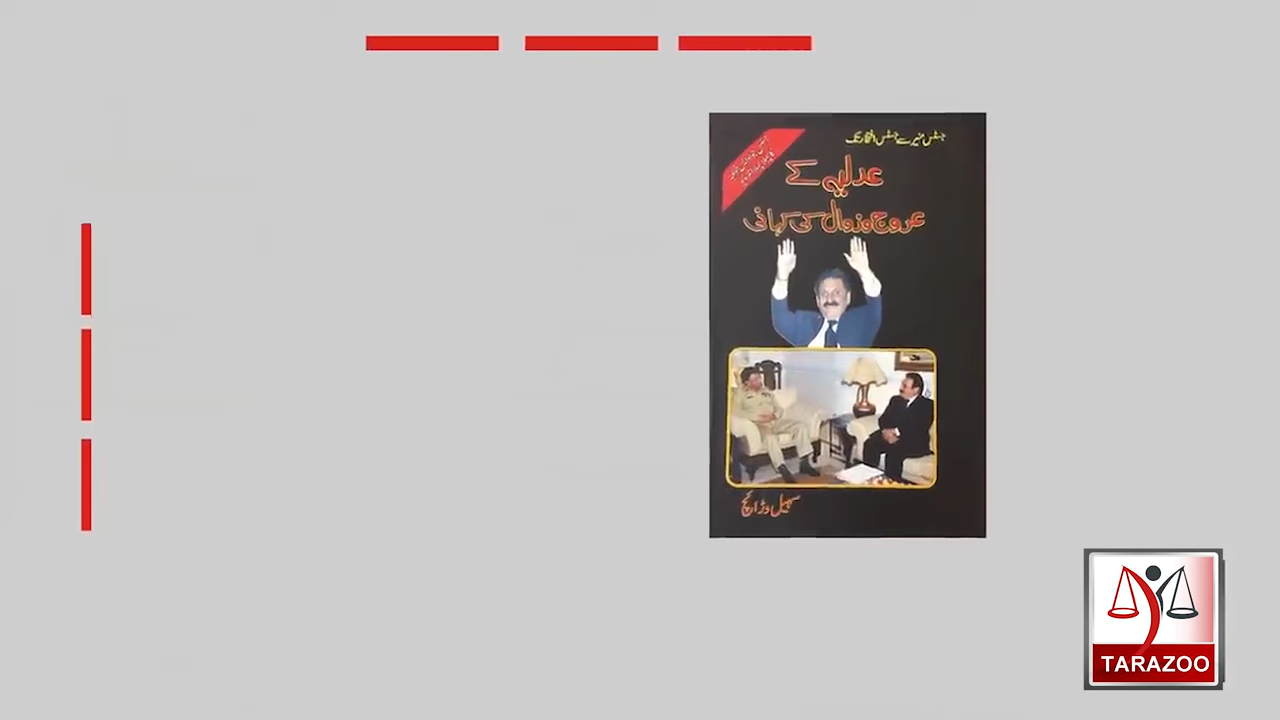 جسٹس منیر سے جسٹس افتخار تک
عدلیہ کے
عروج و زوال کی کہانی
سہیل وڑائچ
TARAZOO